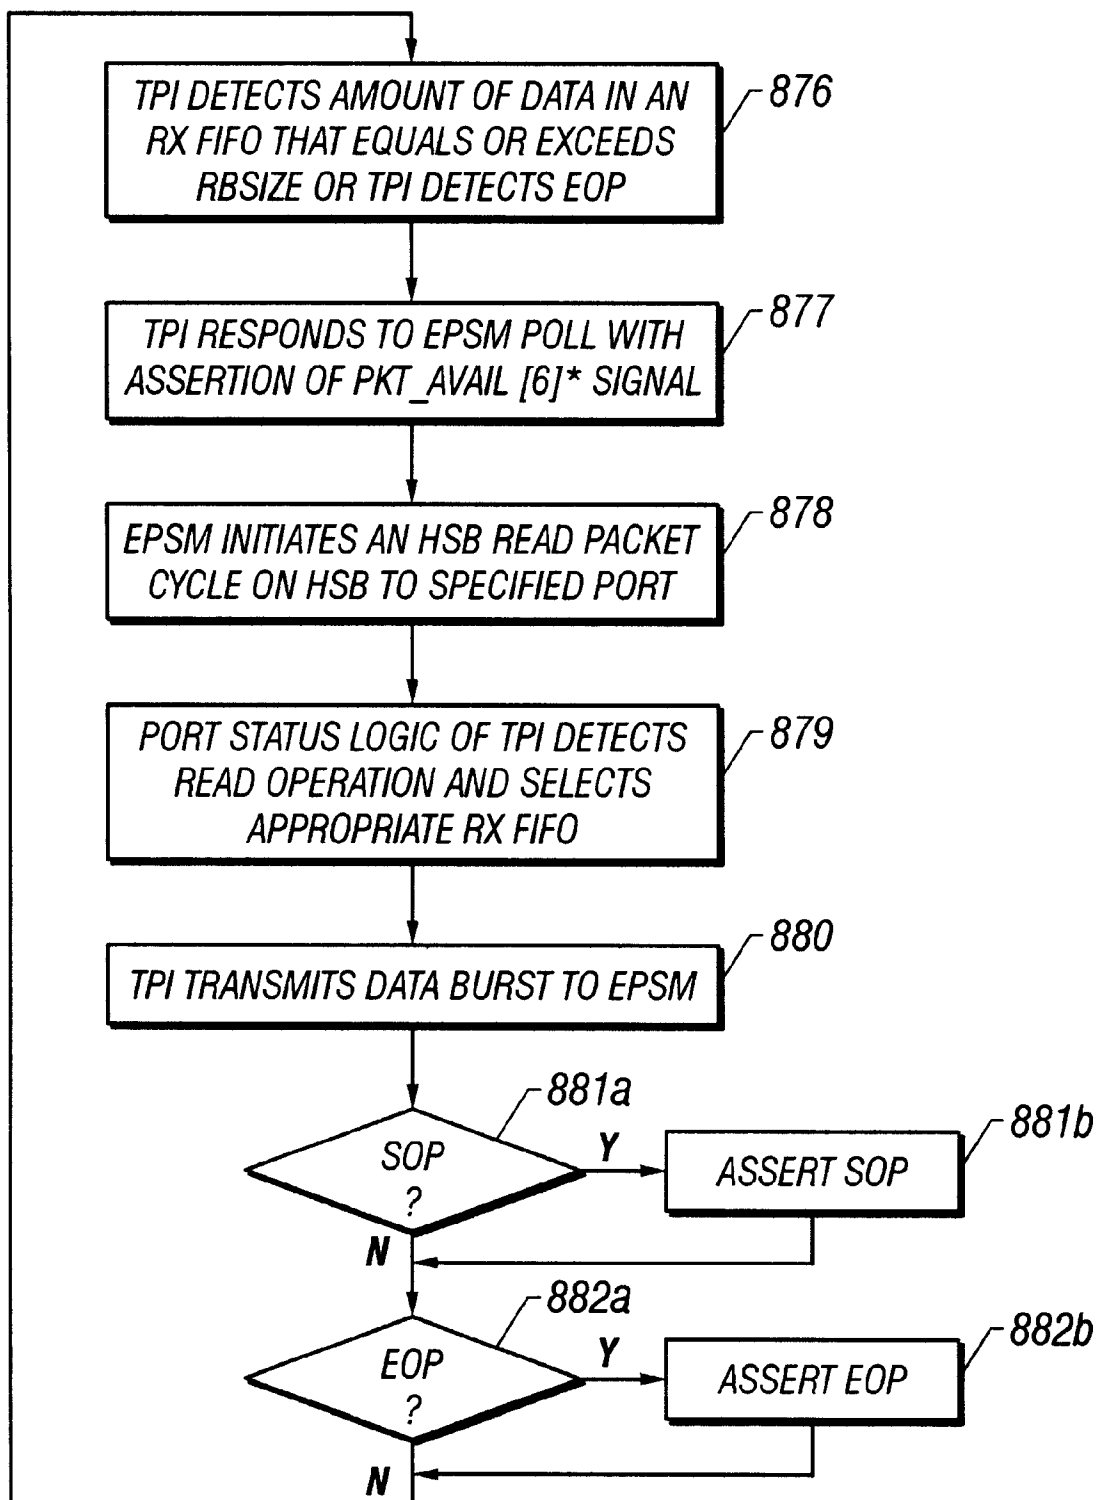 TPI DETECTS AMOUNT OF DATA IN AN
RX FIFO THAT EQUALS OR EXCEEDS
RBSIZE OR TPI DETECTS EOP
876
TPI RESPONDS TO EPSM POLL WITH
ASSERTION OF PKT_AVAIL [6]* SIGNAL
877
EPSM INITIATES AN HSB READ PACKET
CYCLE ON HSB TO SPECIFIED PORT
878
PORT STATUS LOGIC OF TPI DETECTS
READ OPERATION AND SELECTS
APPROPRIATE RX FIFO
879
TPI TRANSMITS DATA BURST TO EPSM
880
SOP
?
881a
Y
ASSERT SOP
881b
N
EOP
?
882a
Y
ASSERT EOP
882b
N